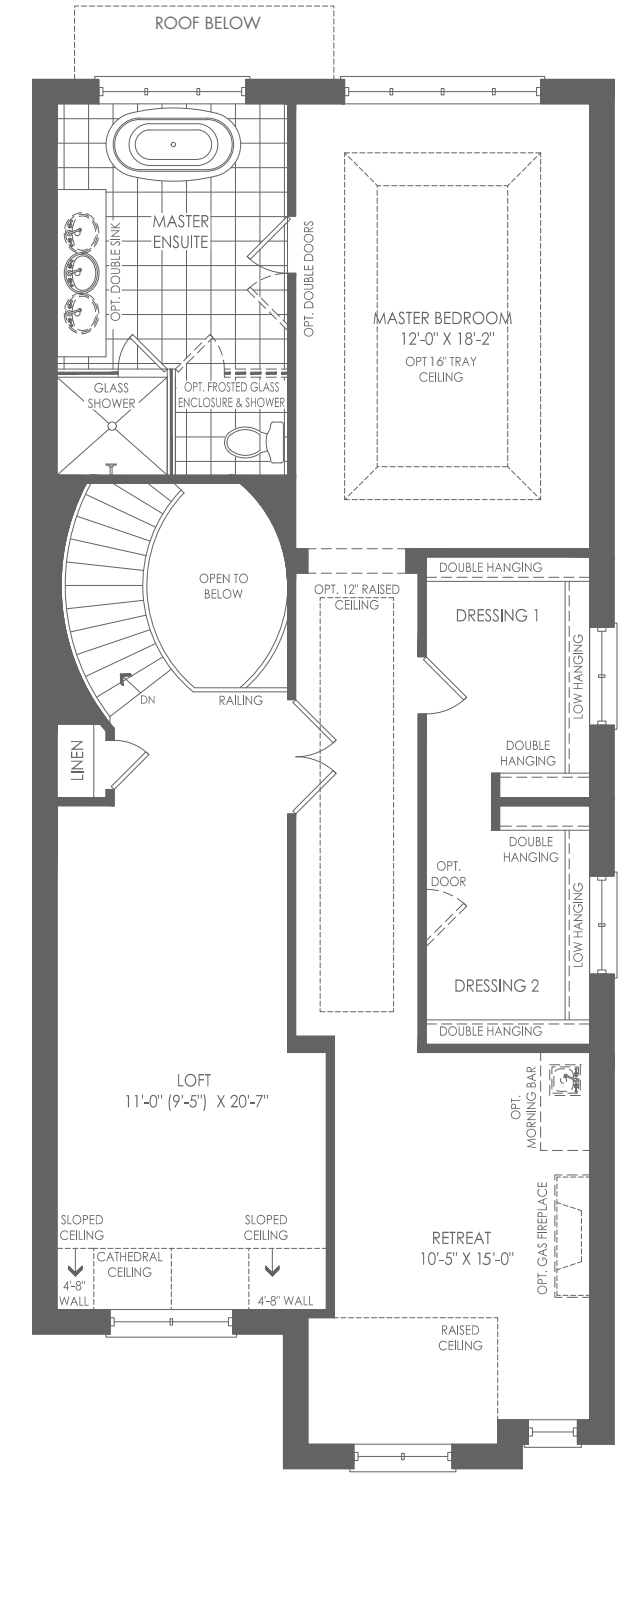 ROOF BELOW
MASTER
ENSUITE
OPT. DOUBLE SINK
OPT. DOUBLE DOORS
MASTER BEDROOM
12'-0" X 18'-2"
OPT 16" TRAY
CEILING
GLASS
SHOWER
OPT. FROSTED GLASS
ENCLOSURE & SHOWER
OPEN TO
BELOW
OPT. 12" RAISED
CEILING
DOUBLE HANGING
DRESSING 1
LOW HANGING
DN
RAILING
LINEN
DOUBLE
HANGING
DOUBLE
HANGING
OPT.
DOOR
LOW HANGING
DRESSING 2
DOUBLE HANGING
LOFT
11'-0" (9'-5") X 20'-7"
OPT.
MORNING BAR
SLOPED
CEILING
SLOPED
CEILING
CATHEDRAL
CEILING
4'-8"
WALL
4'-8" WALL
RETREAT
10'-5" X 15'-0"
OPT. GAS FIREPLACE
RAISED
CEILING